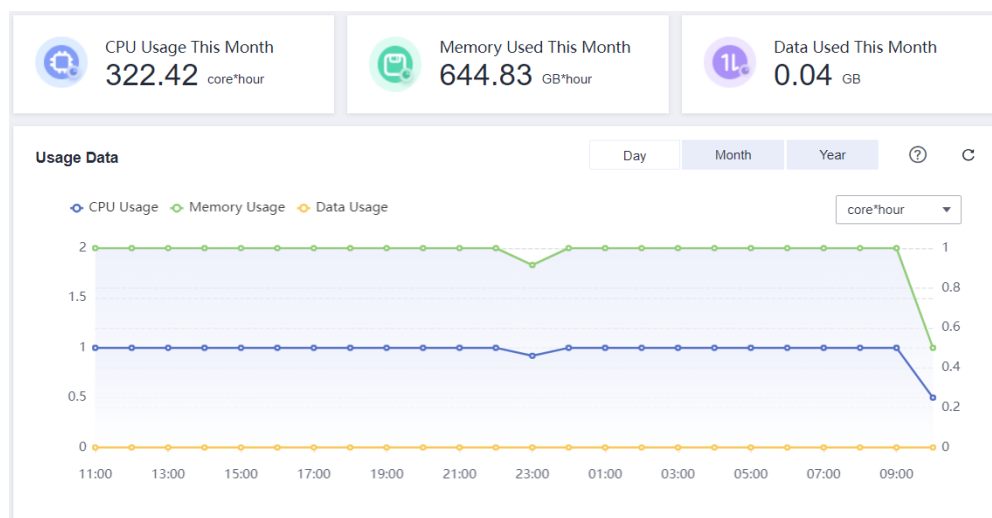 CPU Usage This Month
322.42 core*hour
Memory Used This Month
644.83 GB*hour
Data Used This Month
0.04 GB
Usage Data
Day
Month
Year
CPU Usage
Memory Usage
Data Usage
core*hour
2
1.5
1
0.5
0
1
0.8
0.6
0.4
0.2
0
11:00 13:00 15:00 17:00 19:00 21:00 23:00 01:00 03:00 05:00 07:00 09:00